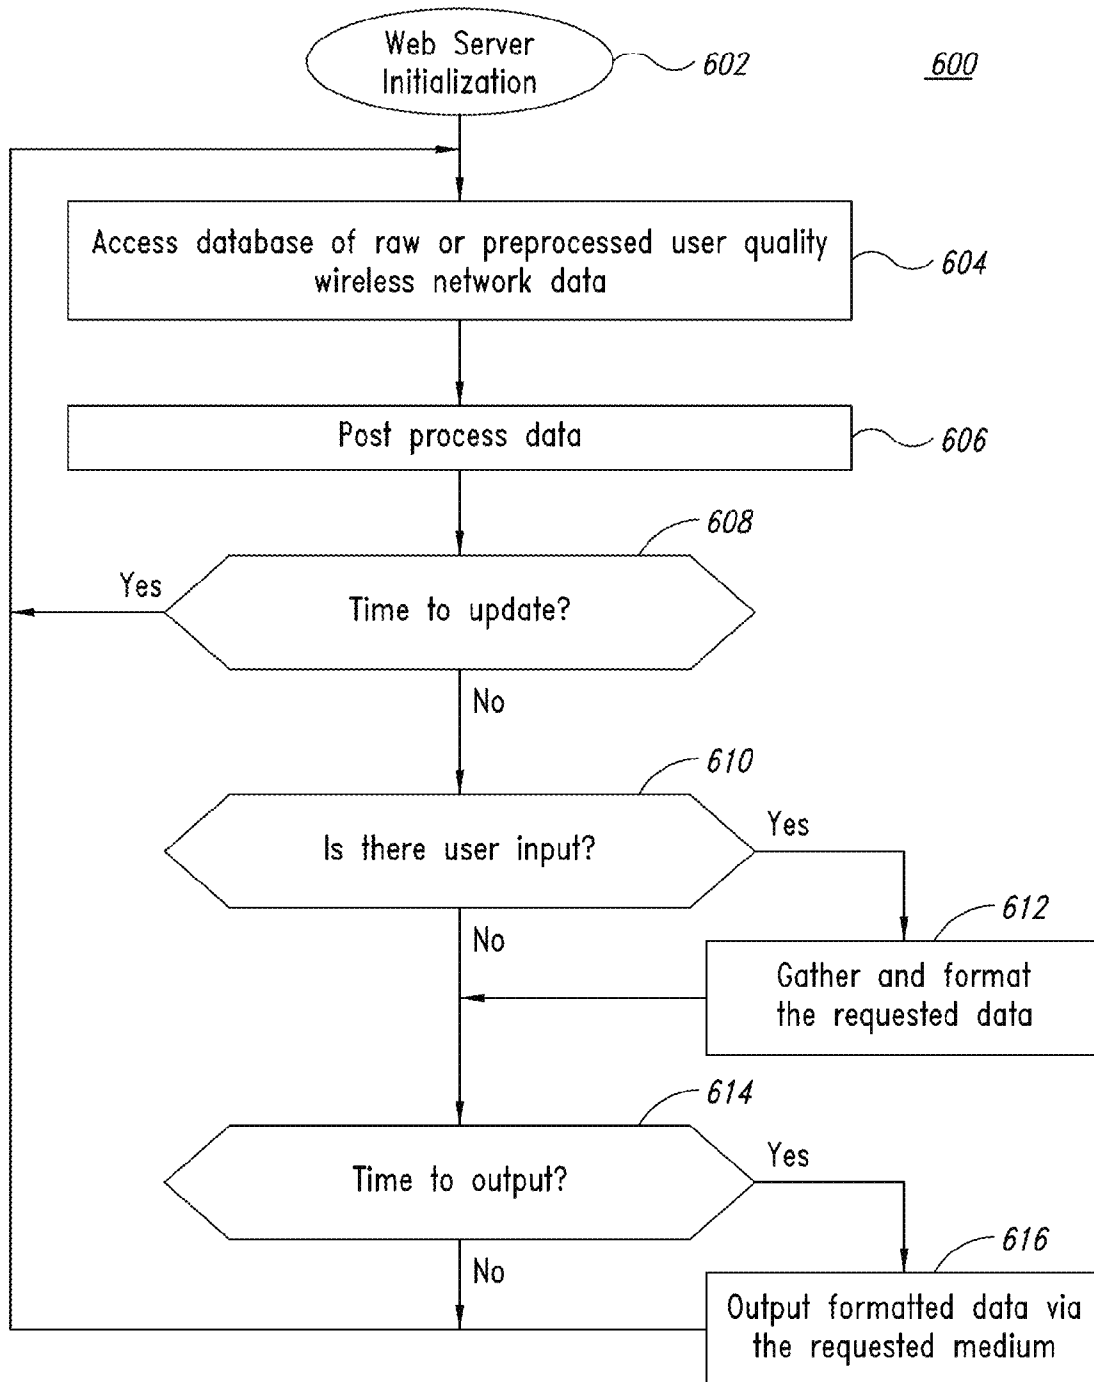 Web Server
Initialization
602
600
Access database of raw or preprocessed user quality
wireless network data
604
Post process data
606
608
Yes
Time to update?
No
610
Is there user input?
Yes
No
612
Gather and format
the requested data
614
Time to output?
Yes
No
616
Output formatted data via
the requested medium